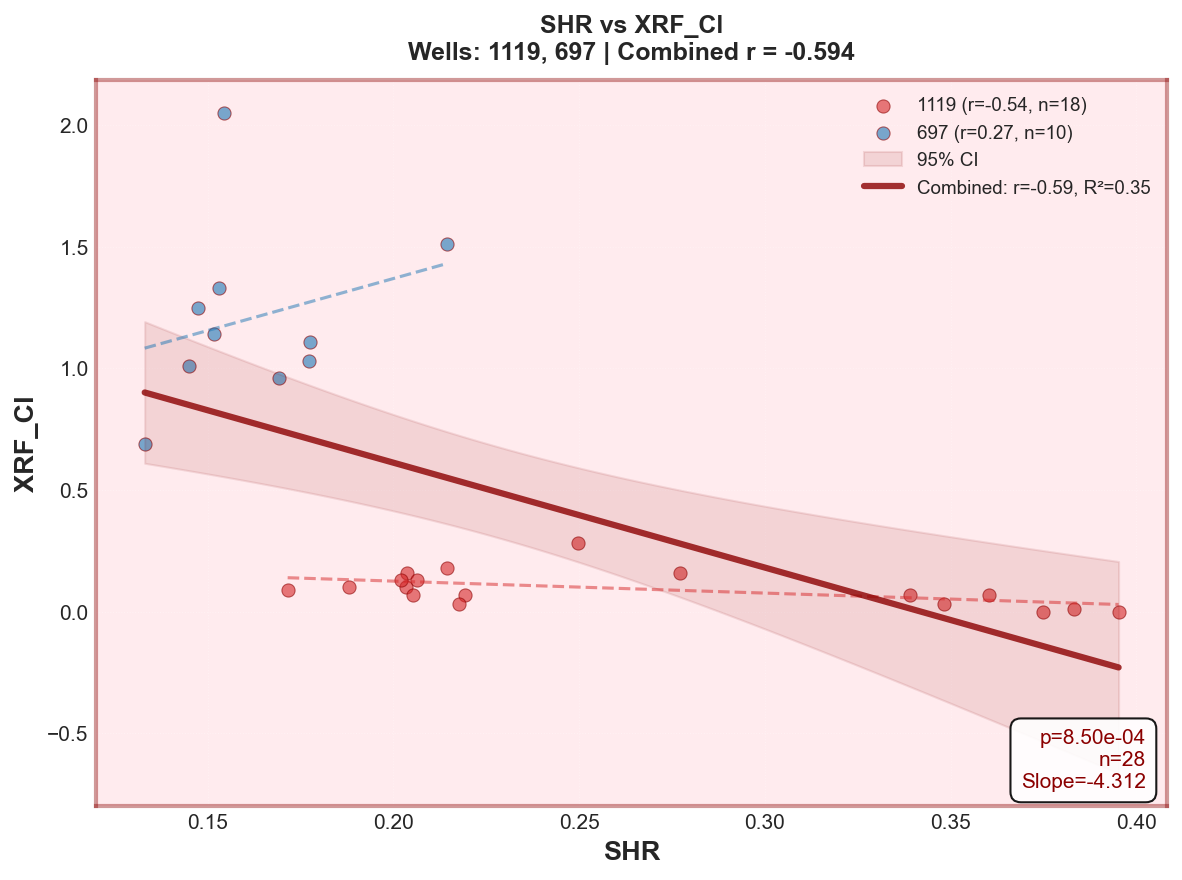 SHR vs XRF_Cl
Wells: 1119, 697 | Combined r = -0.594
1119 (r=-0.54, n=18)
697 (r=0.27, n=10)
95% CI
Combined: r=-0.59, R²=0.35
XRF_Cl
2.0
1.5
1.0
0.5
0.0
−0.5
p=8.50e-04
n=28
Slope=-4.312
0.15
0.20
0.25
0.30
0.35
0.40
SHR